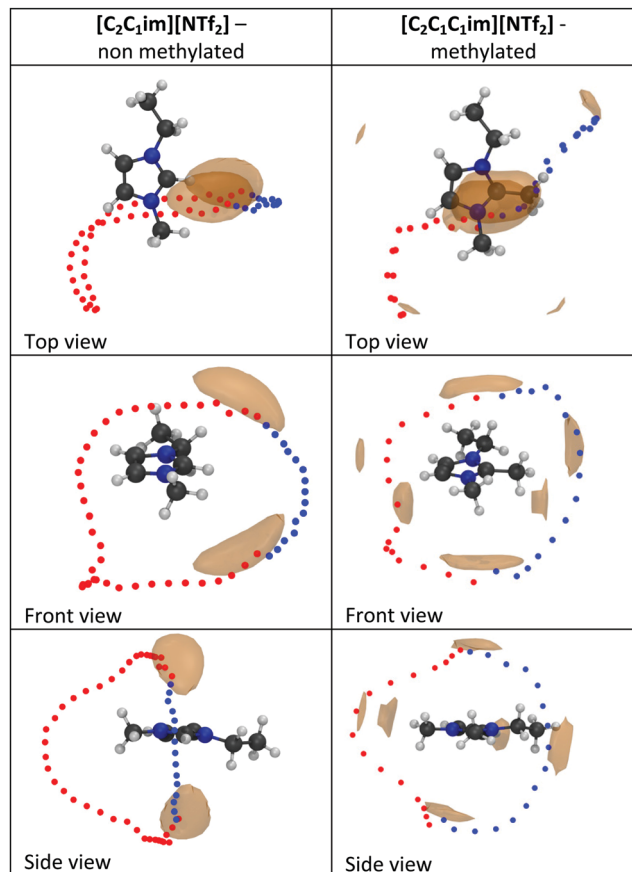 [C₂C₁im][NTf₂] –
non methylated
[C₂C₁C₁im][NTf₂] -
methylated
Top view
Top view
Front view
Front view
Side view
Side view